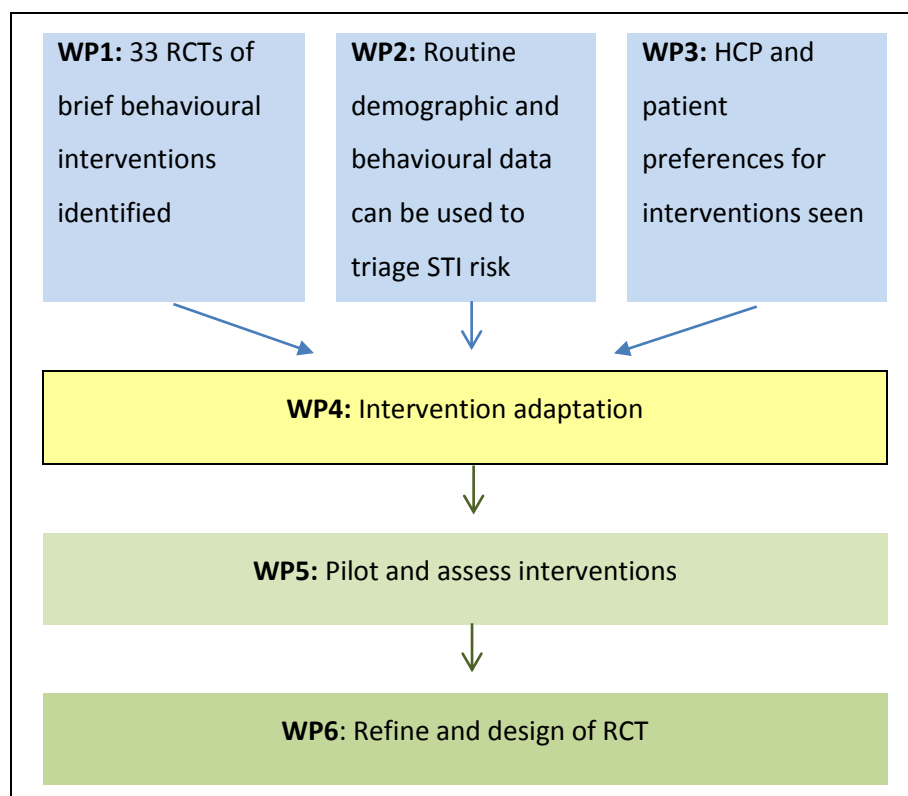 WP1: 33 RCTs of
brief behavioural
interventions
identified
WP2: Routine
demographic and
behavioural data
can be used to
triage STI risk
WP3: HCP and
patient
preferences for
interventions seen
WP4: Intervention adaptation
WP5: Pilot and assess interventions
WP6: Refine and design of RCT